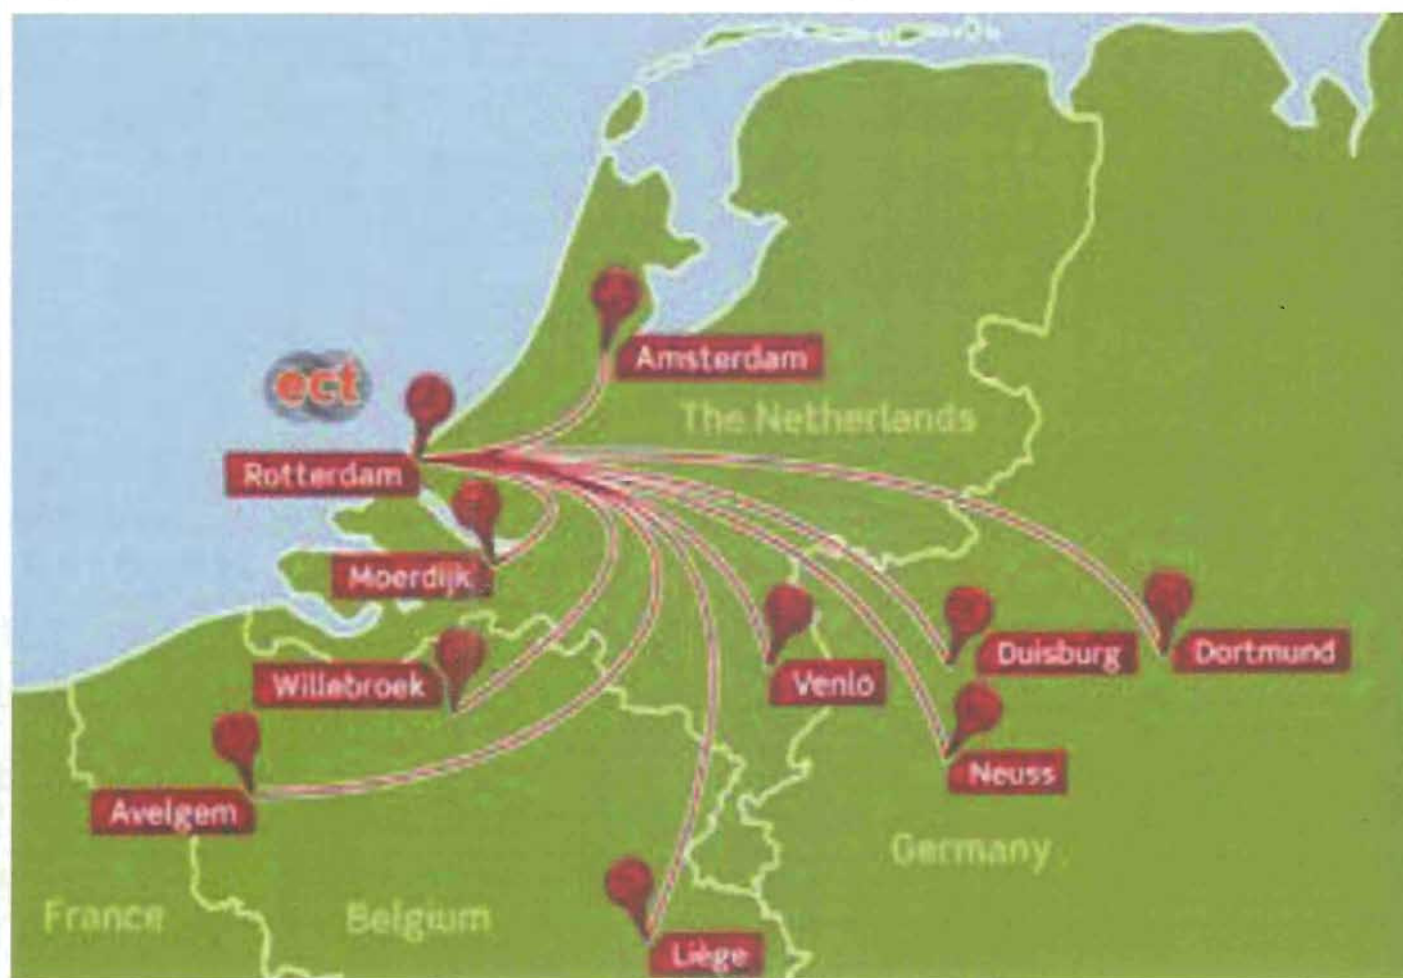 Amsterdam
ect
The Netherlands
Rotterdam
Moerdijk
Willebroek
Venlo
Duisburg
Dortmund
Neuss
Avelgem
Germany
France
Belgium
Liège